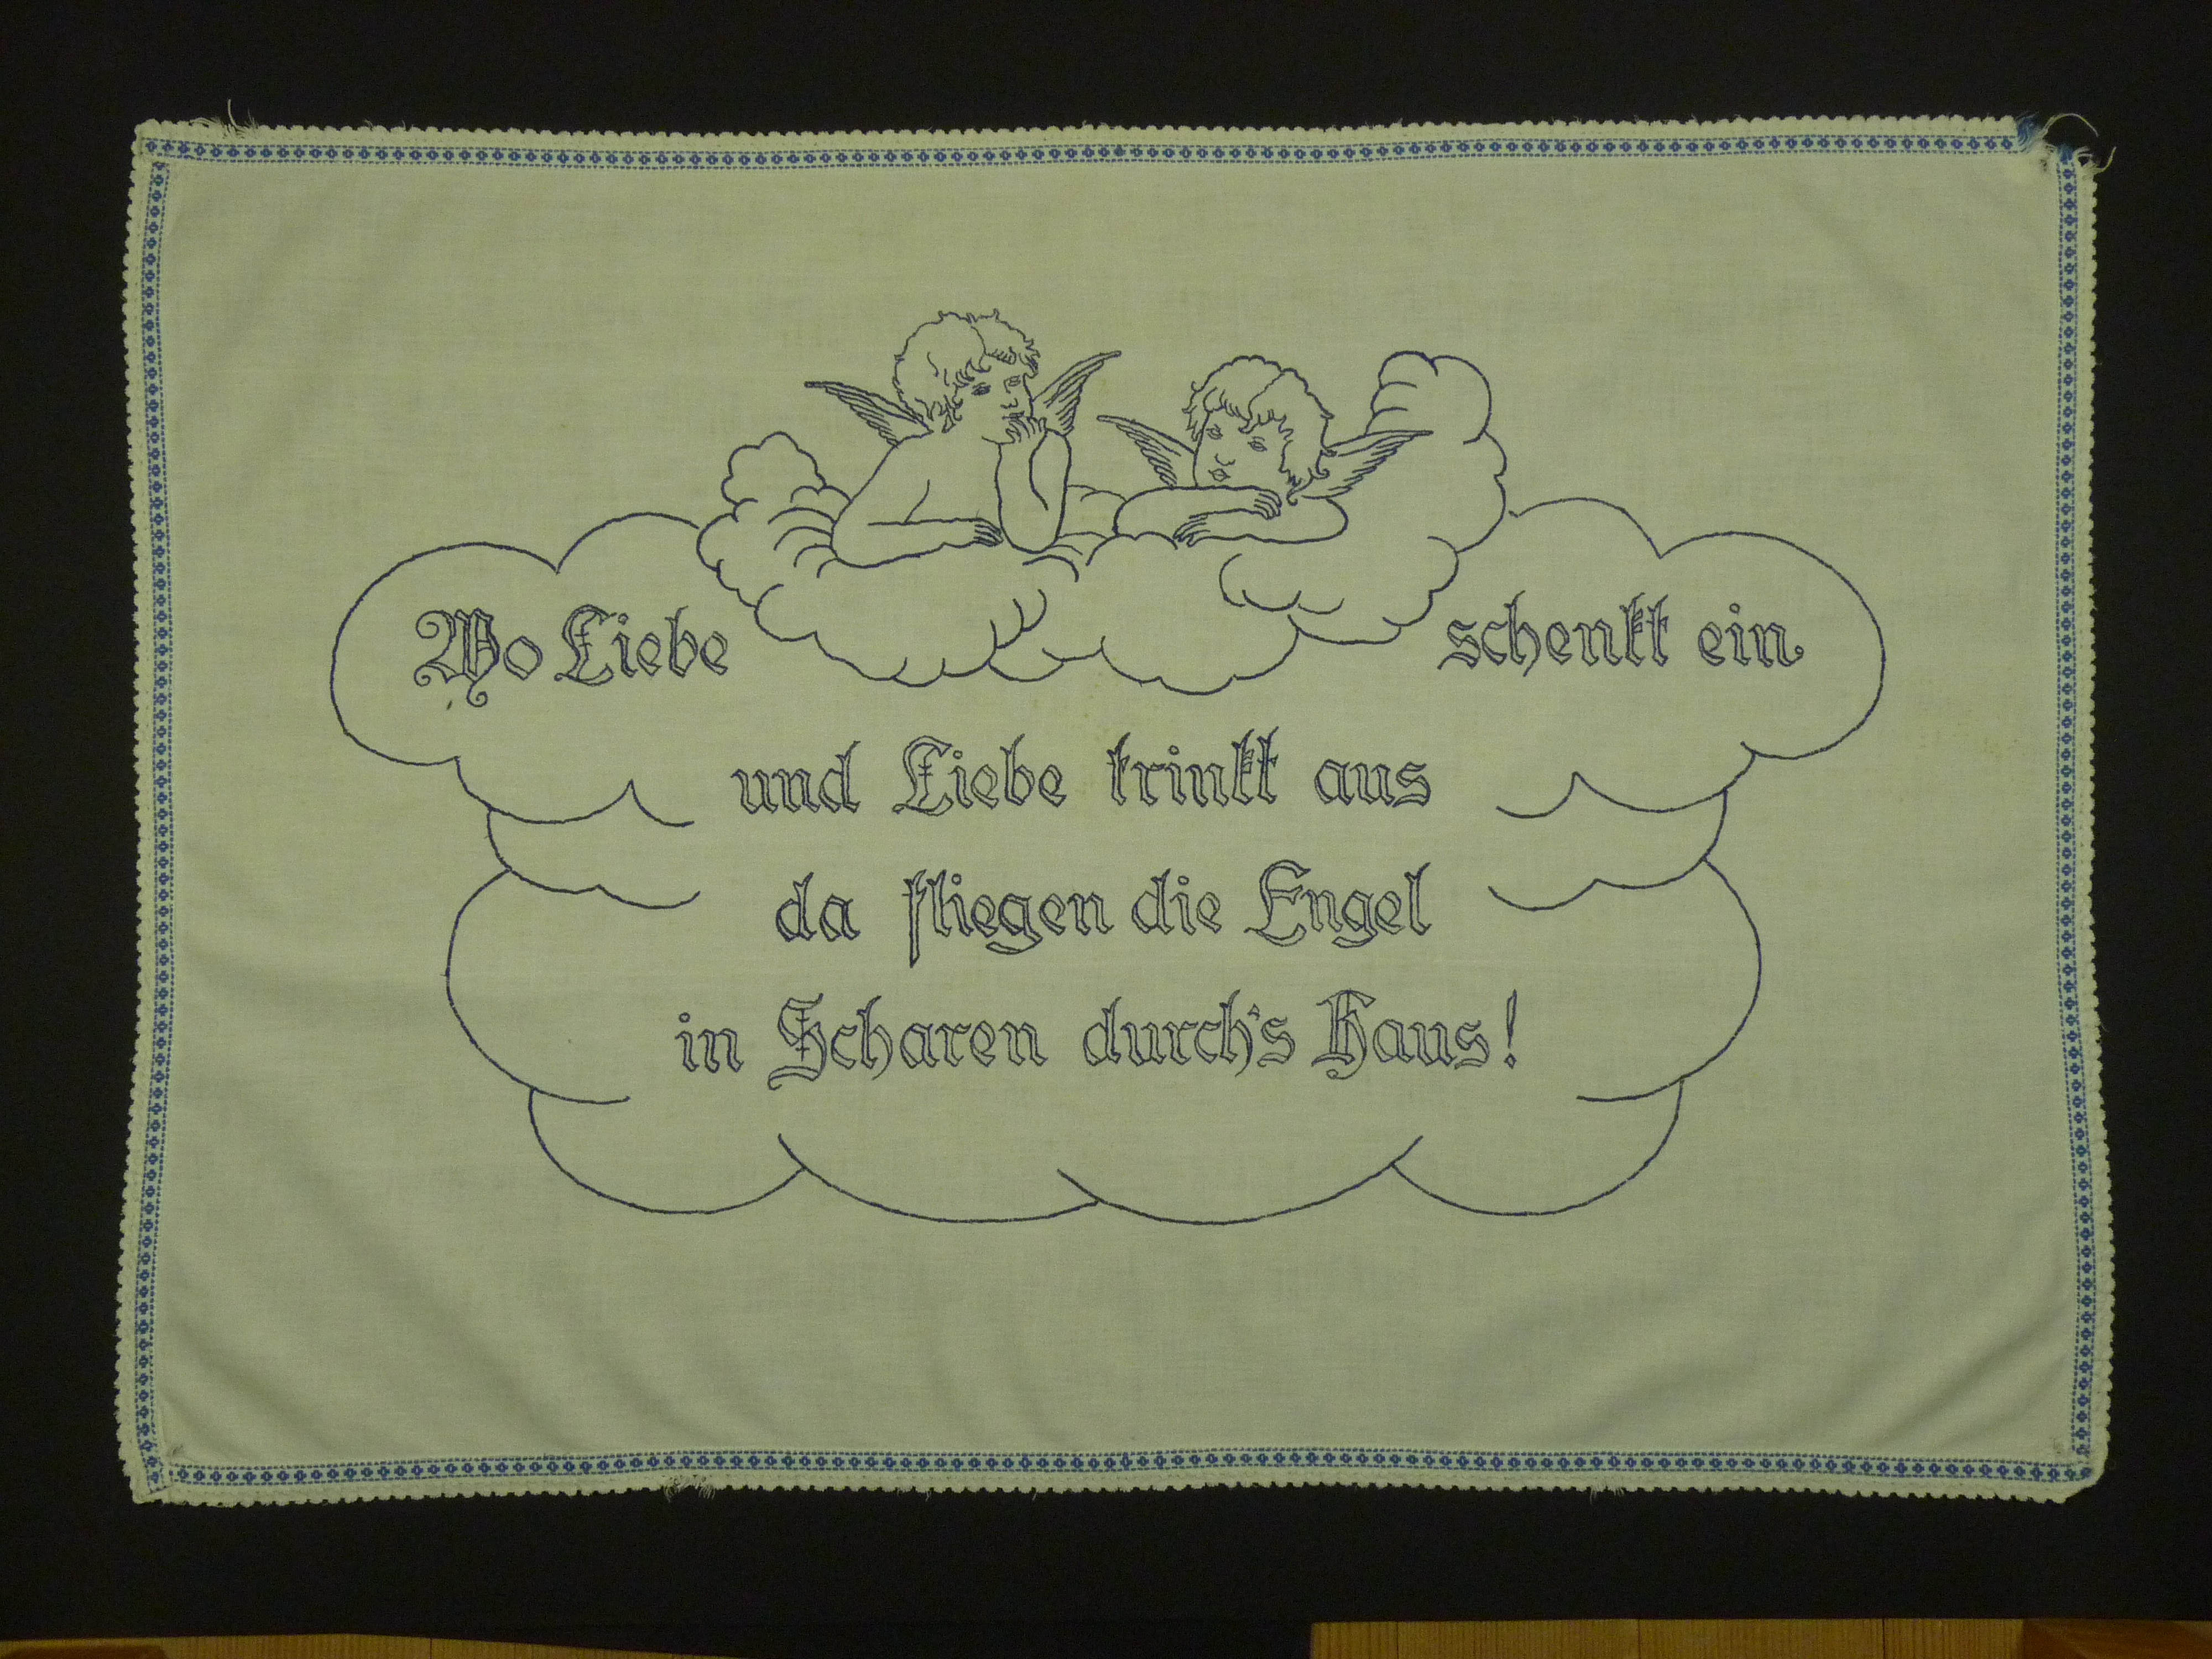 Wo Liebe schenkt ein
und Liebe trinkt aus
da fliegen die Engel
in Scharen durch's Haus!